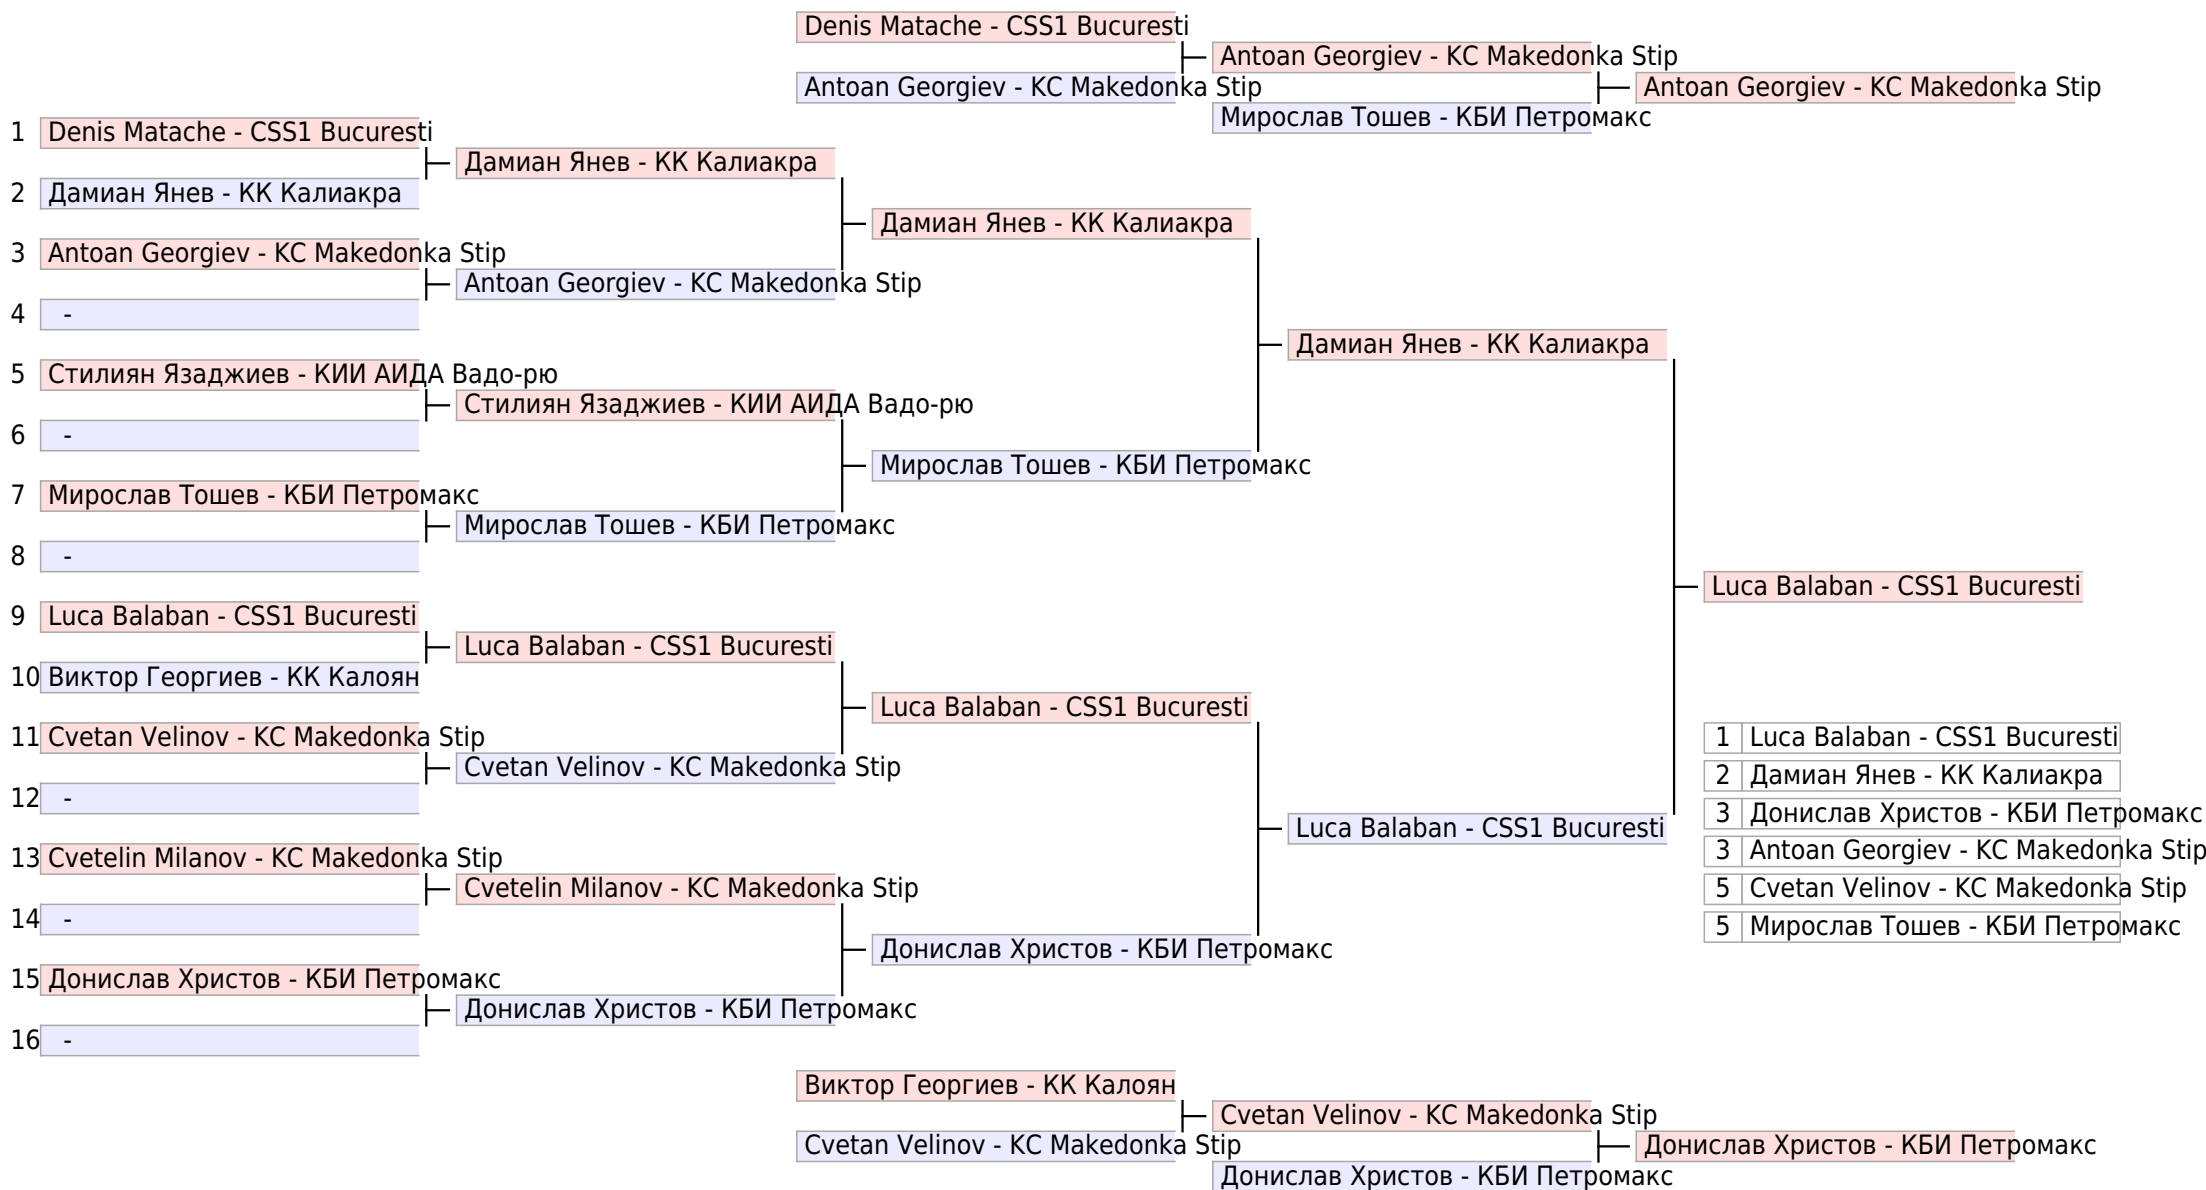 Denis Matache - CSS1 Bucuresti
Antoan Georgiev - KC Makedonka Stip
Antoan Georgiev - KC Makedonka Stip
Antoan Georgiev - KC Makedonka Stip
Мирослав Тошев - КБИ Петромакс
1 Denis Matache - CSS1 Bucuresti
Дамиан Янев - КК Калиакра
2 Дамиан Янев - КК Калиакра
Дамиан Янев - КК Калиакра
3 Antoan Georgiev - KC Makedonka Stip
Antoan Georgiev - KC Makedonka Stip
4 -
Дамиан Янев - КК Калиакра
5 Стилиян Язаджиев - КИИ АИДА Вадо-рю
Стилиян Язаджиев - КИИ АИДА Вадо-рю
6 -
Мирослав Тошев - КБИ Петромакс
7 Мирослав Тошев - КБИ Петромакс
Мирослав Тошев - КБИ Петромакс
8 -
Luca Balaban - CSS1 Bucuresti
9 Luca Balaban - CSS1 Bucuresti
Luca Balaban - CSS1 Bucuresti
10 Виктор Георгиев - КК Калоян
Luca Balaban - CSS1 Bucuresti
11 Cvetan Velinov - KC Makedonka Stip
Cvetan Velinov - KC Makedonka Stip
12 -
Luca Balaban - CSS1 Bucuresti
13 Cvetelin Milanov - KC Makedonka Stip
Cvetelin Milanov - KC Makedonka Stip
14 -
Донислав Христов - КБИ Петромакс
15 Донислав Христов - КБИ Петромакс
Донислав Христов - КБИ Петромакс
16 -
1 Luca Balaban - CSS1 Bucuresti
2 Дамиан Янев - КК Калиакра
3 Донислав Христов - КБИ Петромакс
3 Antoan Georgiev - KC Makedonka Stip
5 Cvetan Velinov - KC Makedonka Stip
5 Мирослав Тошев - КБИ Петромакс
Виктор Георгиев - КК Калоян
Cvetan Velinov - KC Makedonka Stip
Cvetan Velinov - KC Makedonka Stip
Донислав Христов - КБИ Петромакс
Донислав Христов - КБИ Петромакс